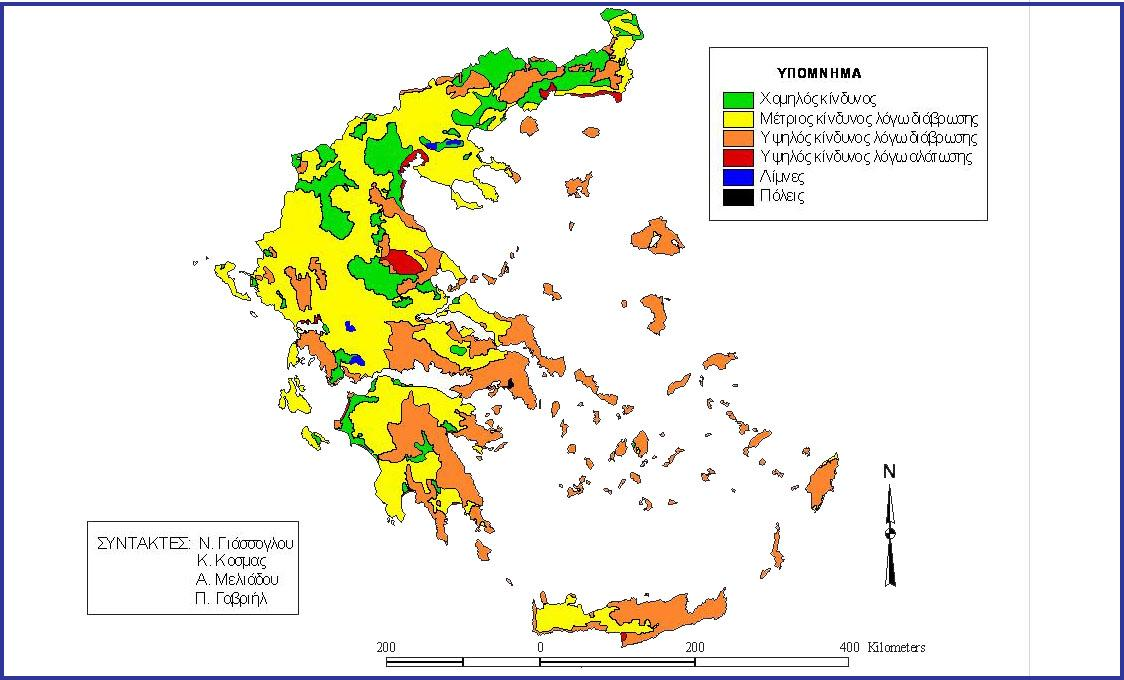 ΥΠΟΜΝΗΜΑ
Χαμηλός κίνδυνος
Μέτριος κίνδυνος λόγω διάβρωσης
Υψηλός κίνδυνος λόγω διάβρωσης
Υψηλός κίνδυνος λόγω αλάτωσης
Λίμνες
Πόλεις
N
ΣΥΝΤΑΚΤΕΣ: Ν. Γιάσσογλου
Κ. Κοσμας
Α. Μελιάδου
Π. Γαβριήλ
200 0 200 400 Kilometers